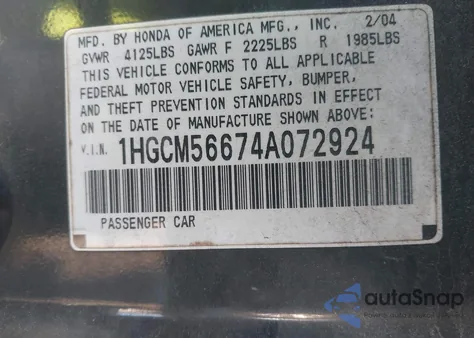 MFD. BY HONDA OF AMERICA MFG., INC. 2/04
GVWR 4125LBS GAWR F 2225LBS R 1985LBS
THIS VEHICLE CONFORMS TO ALL APPLICABLE
FEDERAL MOTOR VEHICLE SAFETY, BUMPER,
AND THEFT PREVENTION STANDARDS IN EFFECT
ON THE DATE OF MANUFACTURE SHOWN ABOVE:
V.I.N. 1HGCM56674A072924
PASSENGER CAR
autoSnap